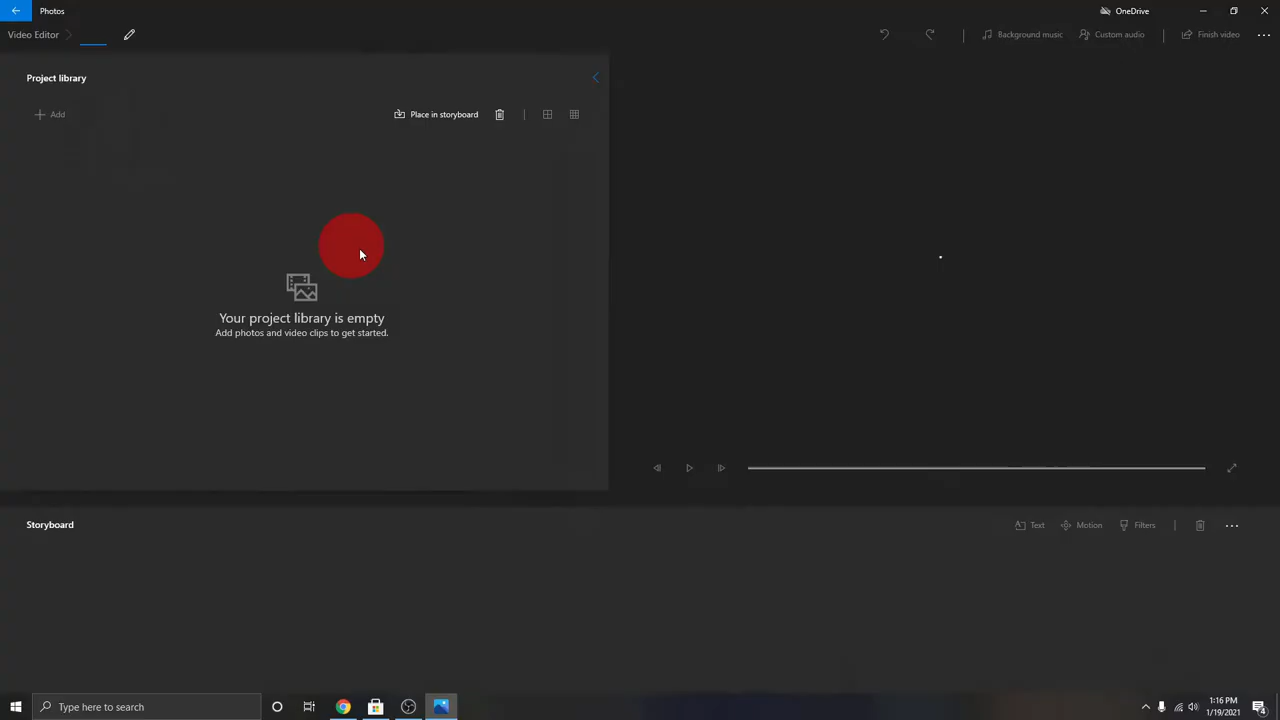 Photos
OneDrive
Video Editor
Background music
Custom audio
Finish video
Project library
Add
Place in storyboard
Your project library is empty
Add photos and video clips to get started.
Storyboard
Text
Motion
Filters
Type here to search
1:16 PM
1/19/2021
4